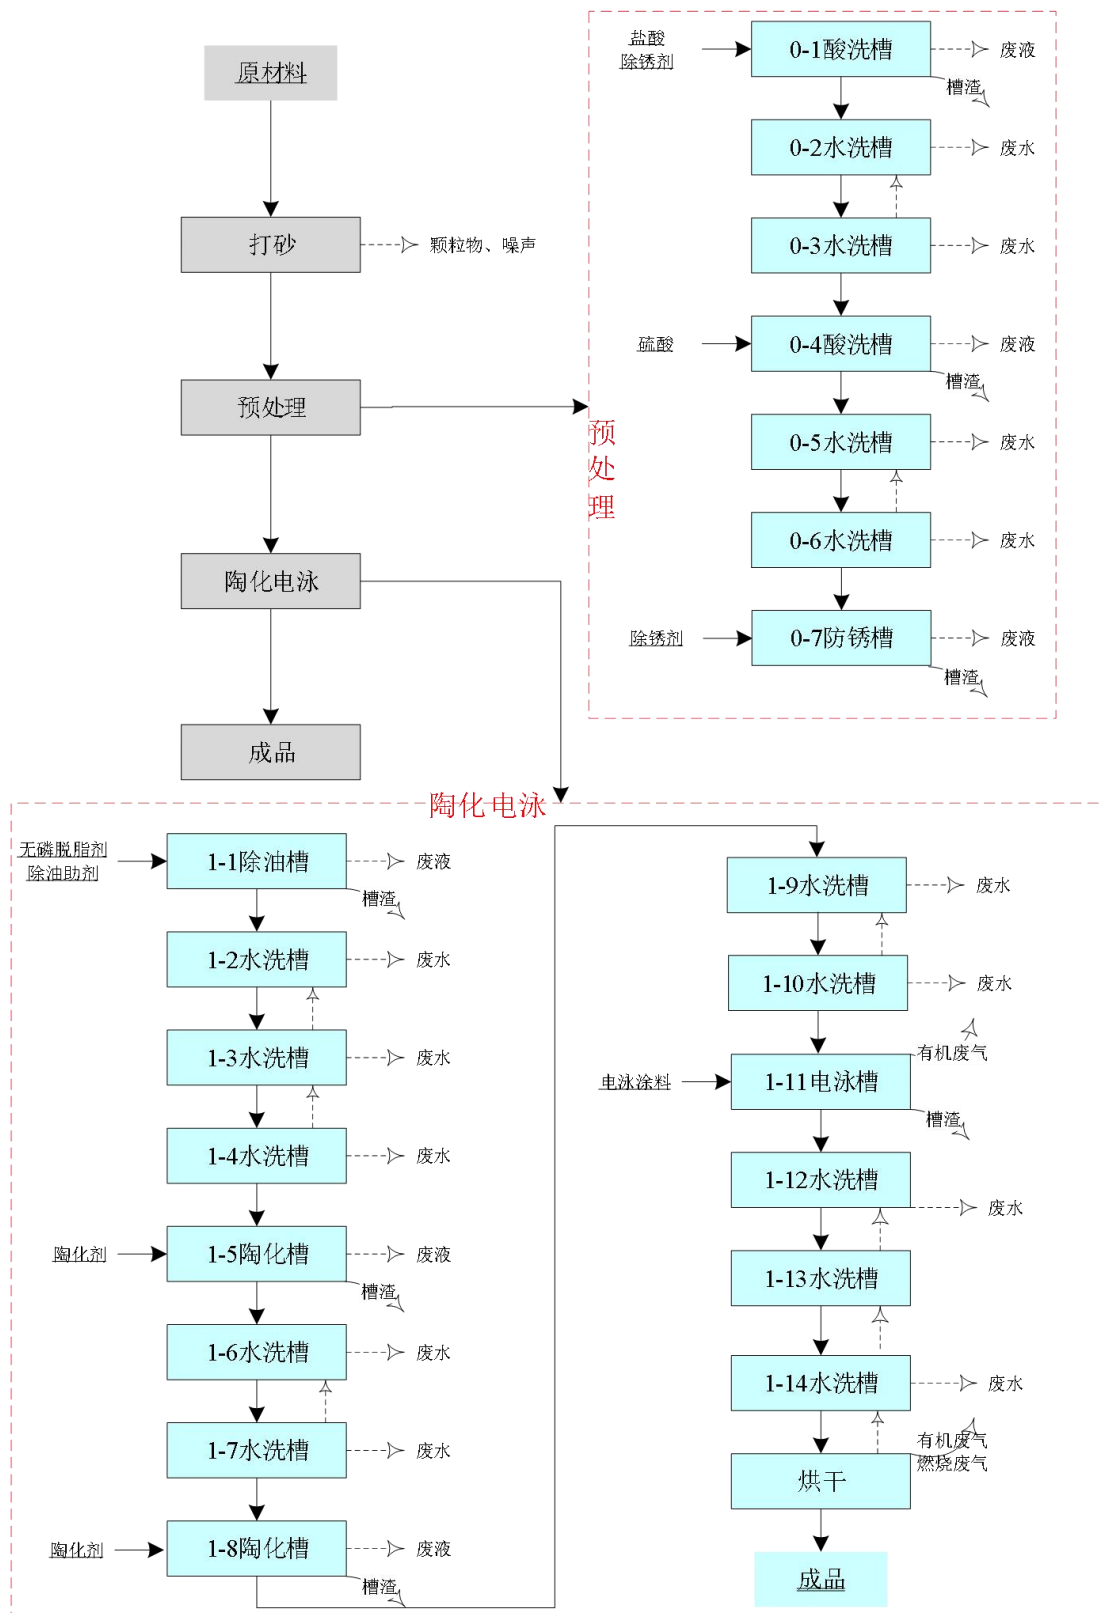 原材料
打砂
颗粒物、噪声
预处理
陶化电泳
成品
预
处
理
盐酸
除锈剂
0-1酸洗槽
废液
槽渣
0-2水洗槽
废水
0-3水洗槽
废水
硫酸
0-4酸洗槽
废液
槽渣
0-5水洗槽
废水
0-6水洗槽
废水
除锈剂
0-7防锈槽
废液
槽渣
陶化电泳
无磷脱脂剂
除油助剂
1-1除油槽
废液
槽渣
1-2水洗槽
废水
1-3水洗槽
废水
1-4水洗槽
废水
陶化剂
1-5陶化槽
废液
槽渣
1-6水洗槽
废水
1-7水洗槽
废水
陶化剂
1-8陶化槽
废液
槽渣
1-9水洗槽
废水
1-10水洗槽
废水
有机废气
电泳涂料
1-11电泳槽
槽渣
1-12水洗槽
废水
1-13水洗槽
1-14水洗槽
废水
有机废气
燃烧废气
烘干
成品